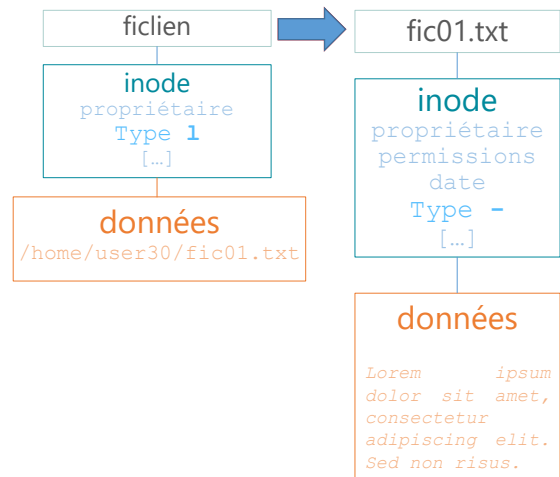 ficlien
inode
propriétaire
Type l
[…]
données
/home/user30/fic01.txt
fic01.txt
inode
propriétaire
permissions
date
Type -
[…]
données
Lorem ipsum
dolor sit amet,
consectetur
adipiscing elit.
Sed non risus.